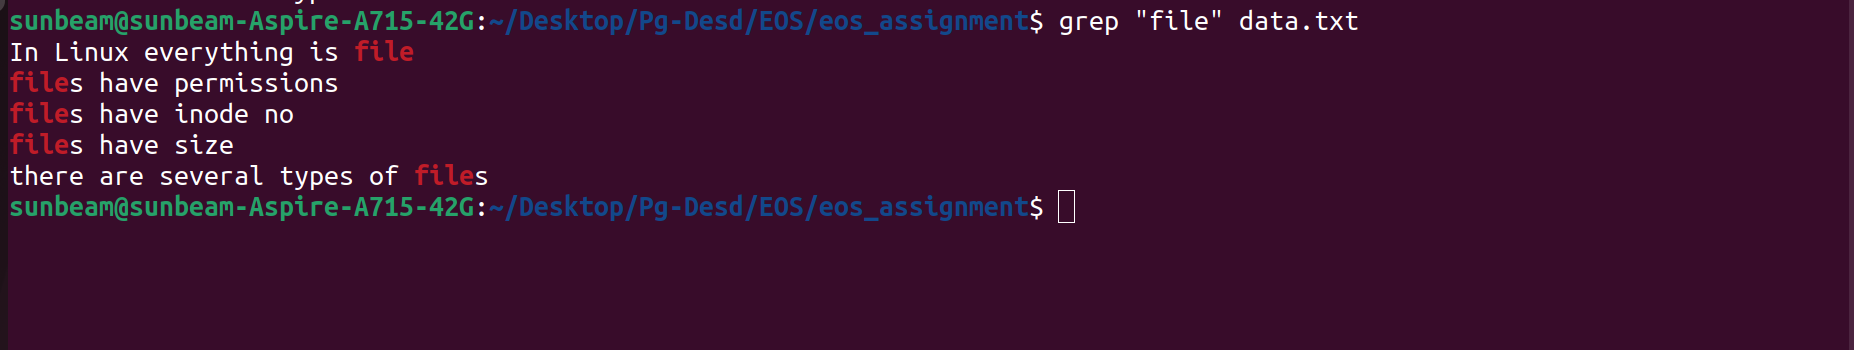 sunbeam@sunbeam-Aspire-A715-42G:~/Desktop/Pg-Desd/EOS/eos_assignment$ grep "file" data.txt
In Linux everything is file
files have permissions
files have inode no
files have size
there are several types of files
sunbeam@sunbeam-Aspire-A715-42G:~/Desktop/Pg-Desd/EOS/eos_assignment$